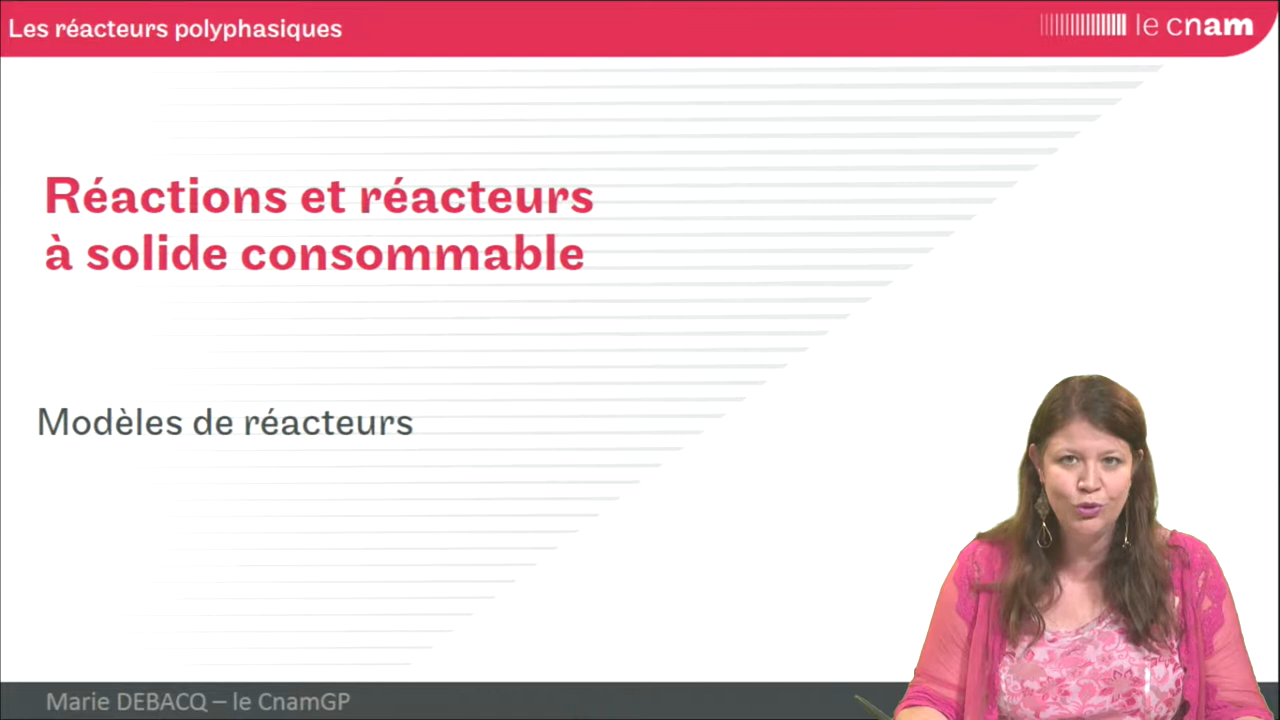 Les réacteurs polyphasiques
le cnam
Réactions et réacteurs
à solide consommable
Modèles de réacteurs
Marie DEBACQ – le CnamGP